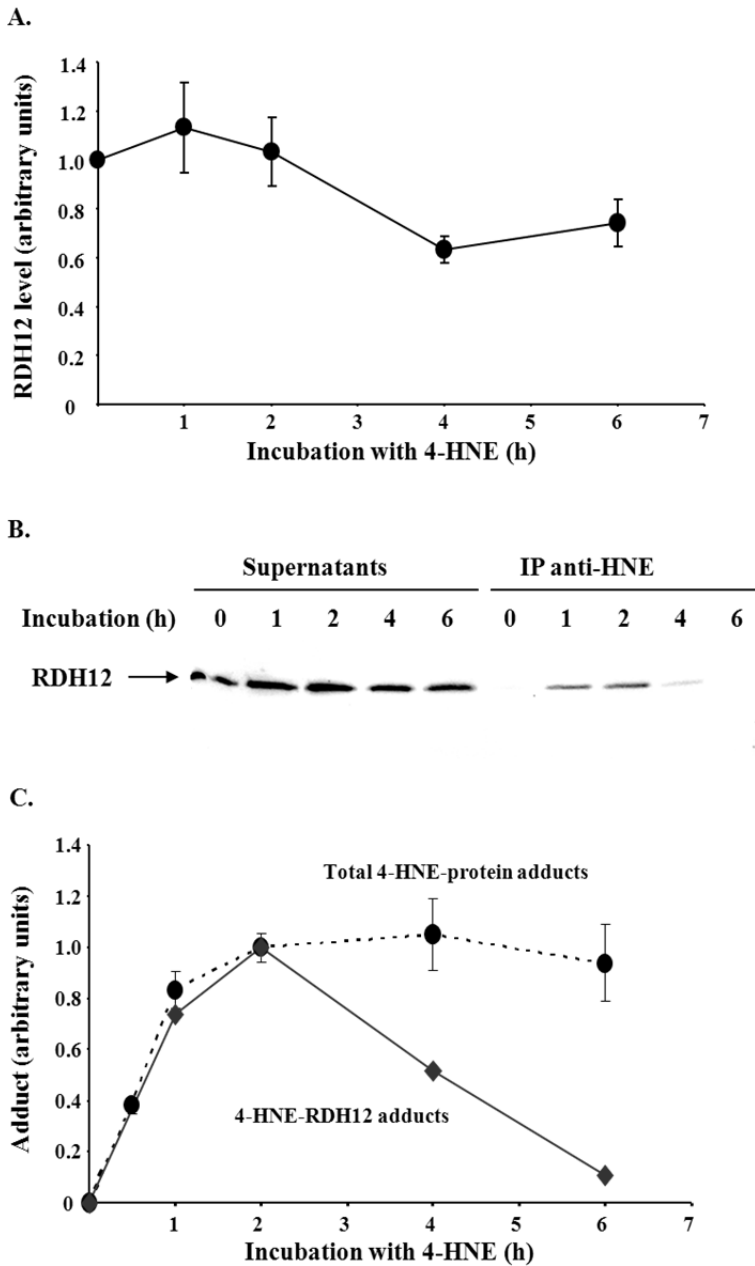 A.
RDH12 level (arbitrary units)
1.4
1.2
1.0
0.8
0.6
0.4
0.2
0
1 2 3 4 5 6 7
Incubation with 4-HNE (h)
B.
Supernatants IP anti-HNE
Incubation (h) 0 1 2 4 6 0 1 2 4 6
RDH12
C.
Adduct (arbitrary units)
1.4
1.2
1.0
0.8
0.6
0.4
0.2
0
Total 4-HNE-protein adducts
4-HNE-RDH12 adducts
1 2 3 4 5 6 7
Incubation with 4-HNE (h)